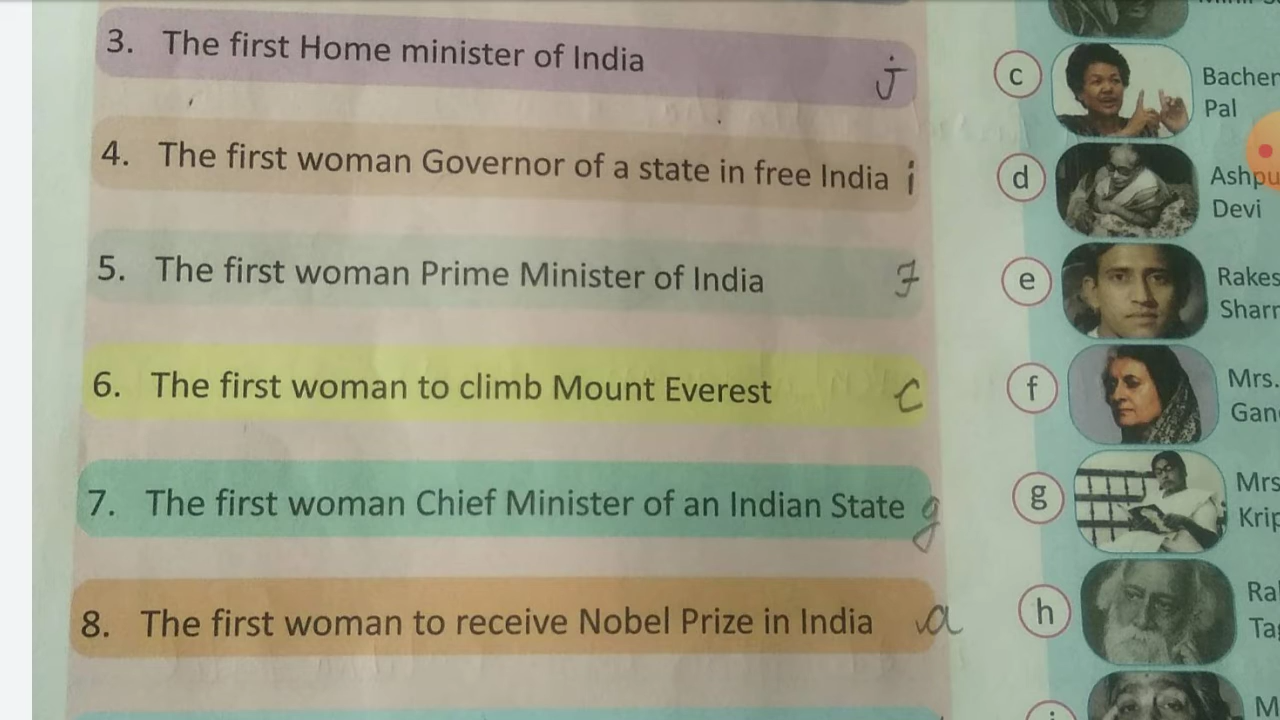 3. The first Home minister of India j
4. The first woman Governor of a state in free India i
5. The first woman Prime Minister of India F
6. The first woman to climb Mount Everest c
7. The first woman Chief Minister of an Indian State g
8. The first woman to receive Nobel Prize in India a
c
Pal
d
Devi
e
f
Mrs.
g
Mrs
h